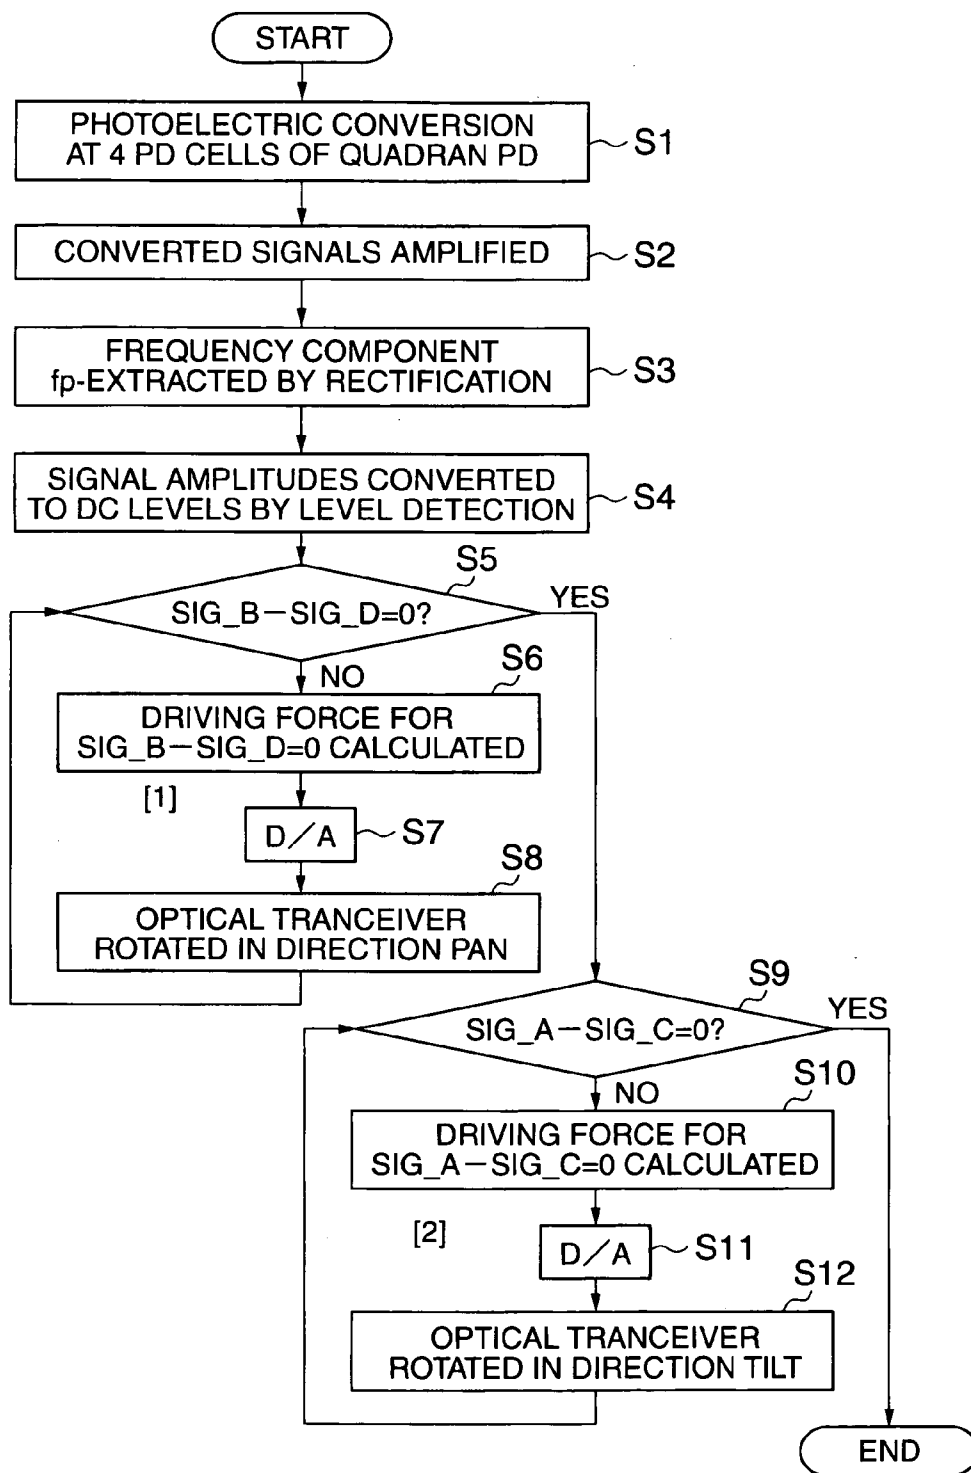 START
PHOTOELECTRIC CONVERSION
AT 4 PD CELLS OF QUADRAN PD
S1
CONVERTED SIGNALS AMPLIFIED
S2
FREQUENCY COMPONENT
fp-EXTRACTED BY RECTIFICATION
S3
SIGNAL AMPLITUDES CONVERTED
TO DC LEVELS BY LEVEL DETECTION
S4
S5
SIG_B−SIG_D=0?
YES
NO
S6
DRIVING FORCE FOR
SIG_B−SIG_D=0 CALCULATED
[1]
D/A
S7
S8
OPTICAL TRANCEIVER
ROTATED IN DIRECTION PAN
S9
SIG_A−SIG_C=0?
YES
NO
S10
DRIVING FORCE FOR
SIG_A−SIG_C=0 CALCULATED
[2]
D/A
S11
S12
OPTICAL TRANCEIVER
ROTATED IN DIRECTION TILT
END